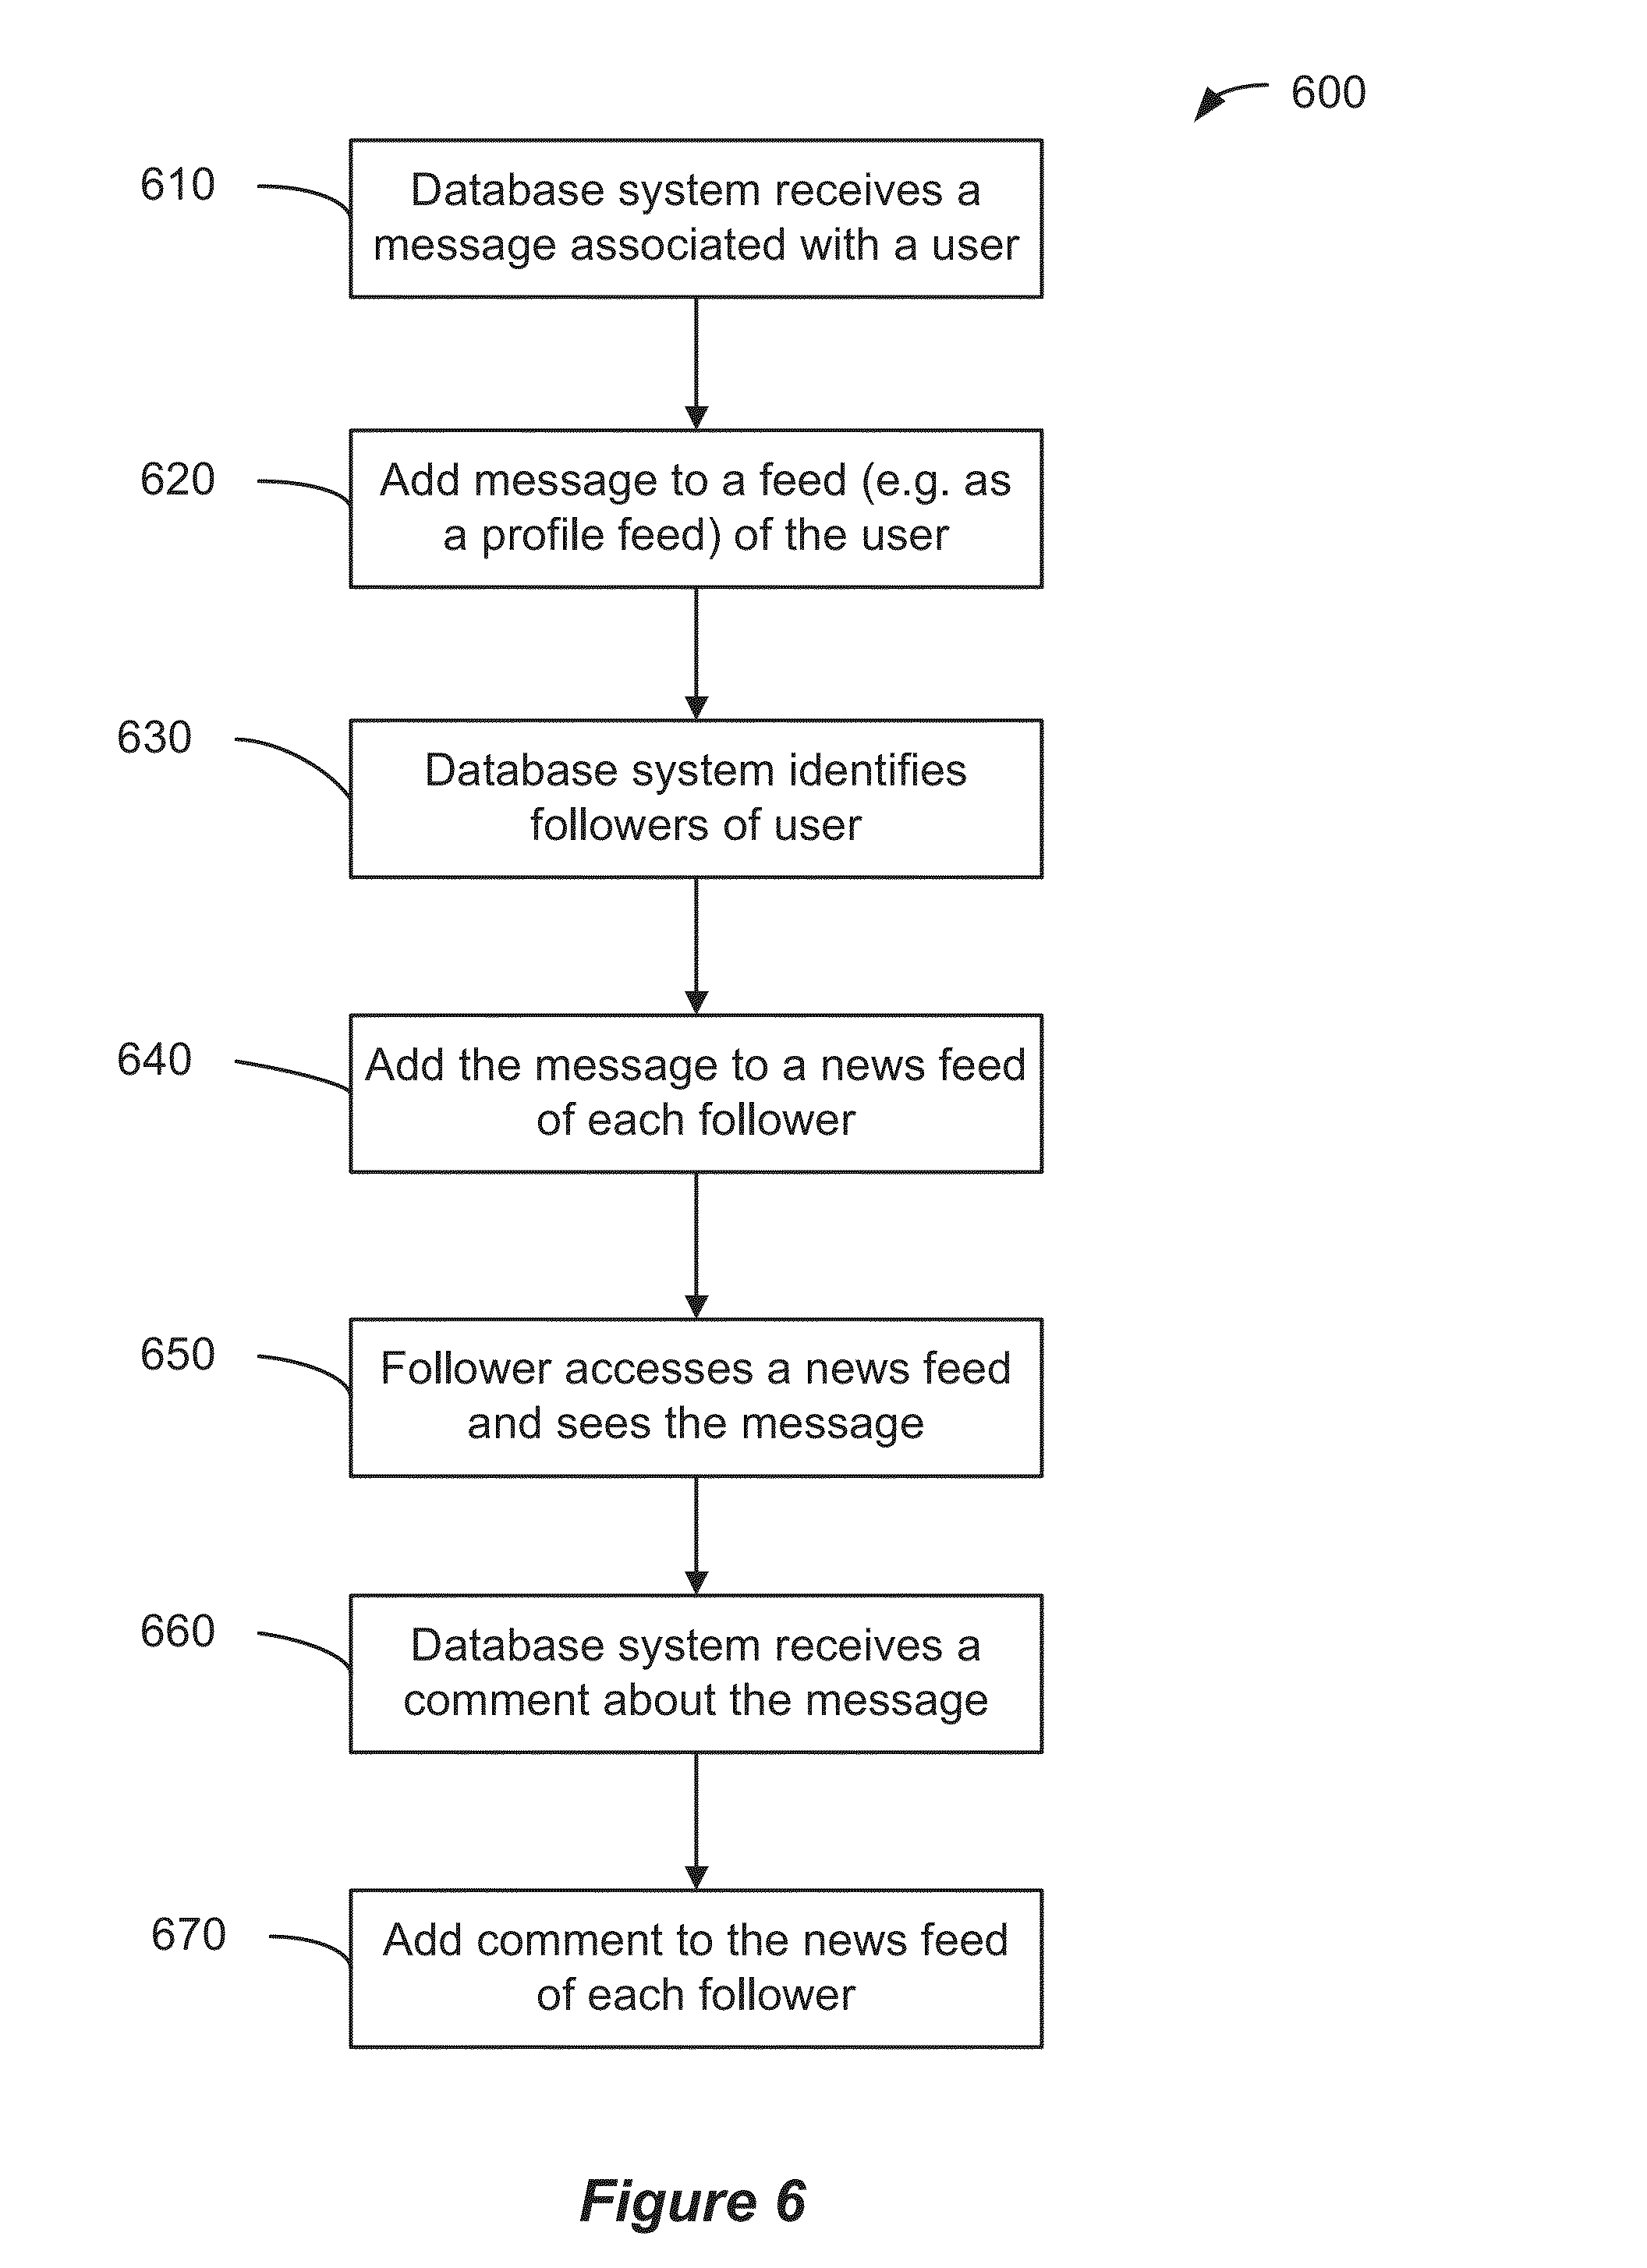 600
610
Database system receives a
message associated with a user
620
Add message to a feed (e.g. as
a profile feed) of the user
630
Database system identifies
followers of user
640
Add the message to a news feed
of each follower
650
Follower accesses a news feed
and sees the message
660
Database system receives a
comment about the message
670
Add comment to the news feed
of each follower
Figure 6